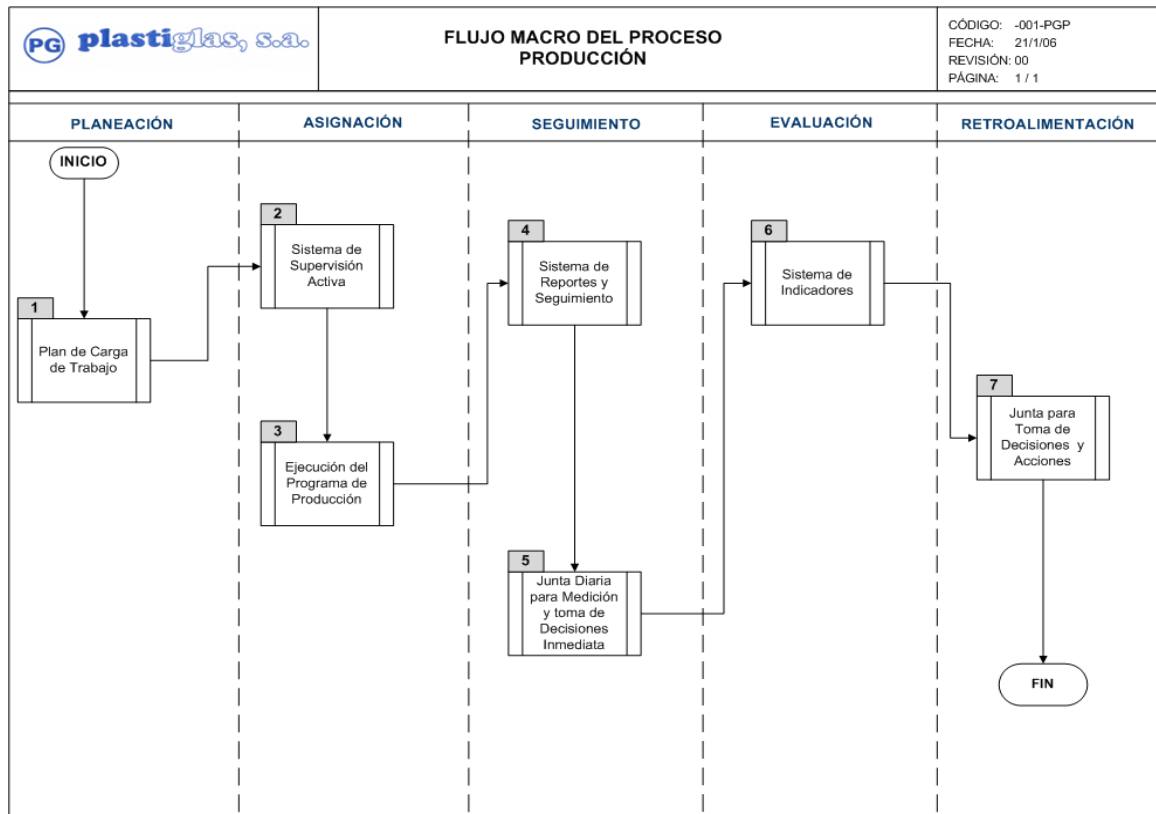 PG plastiglas, s.a.
FLUJO MACRO DEL PROCESO
PRODUCCIÓN
CÓDIGO: -001-PGP
FECHA: 21/1/06
REVISIÓN: 00
PÁGINA: 1 / 1
PLANEACIÓN
ASIGNACIÓN
SEGUIMIENTO
EVALUACIÓN
RETROALIMENTACIÓN
INICIO
1
Plan de Carga
de Trabajo
2
Sistema de
Supervisión
Activa
3
Ejecución del
Programa de
Producción
4
Sistema de
Reportes y
Seguimiento
5
Junta Diaria
para Medición
y toma de
Decisiones
Inmediata
6
Sistema de
Indicadores
7
Junta para
Toma de
Decisiones y
Acciones
FIN